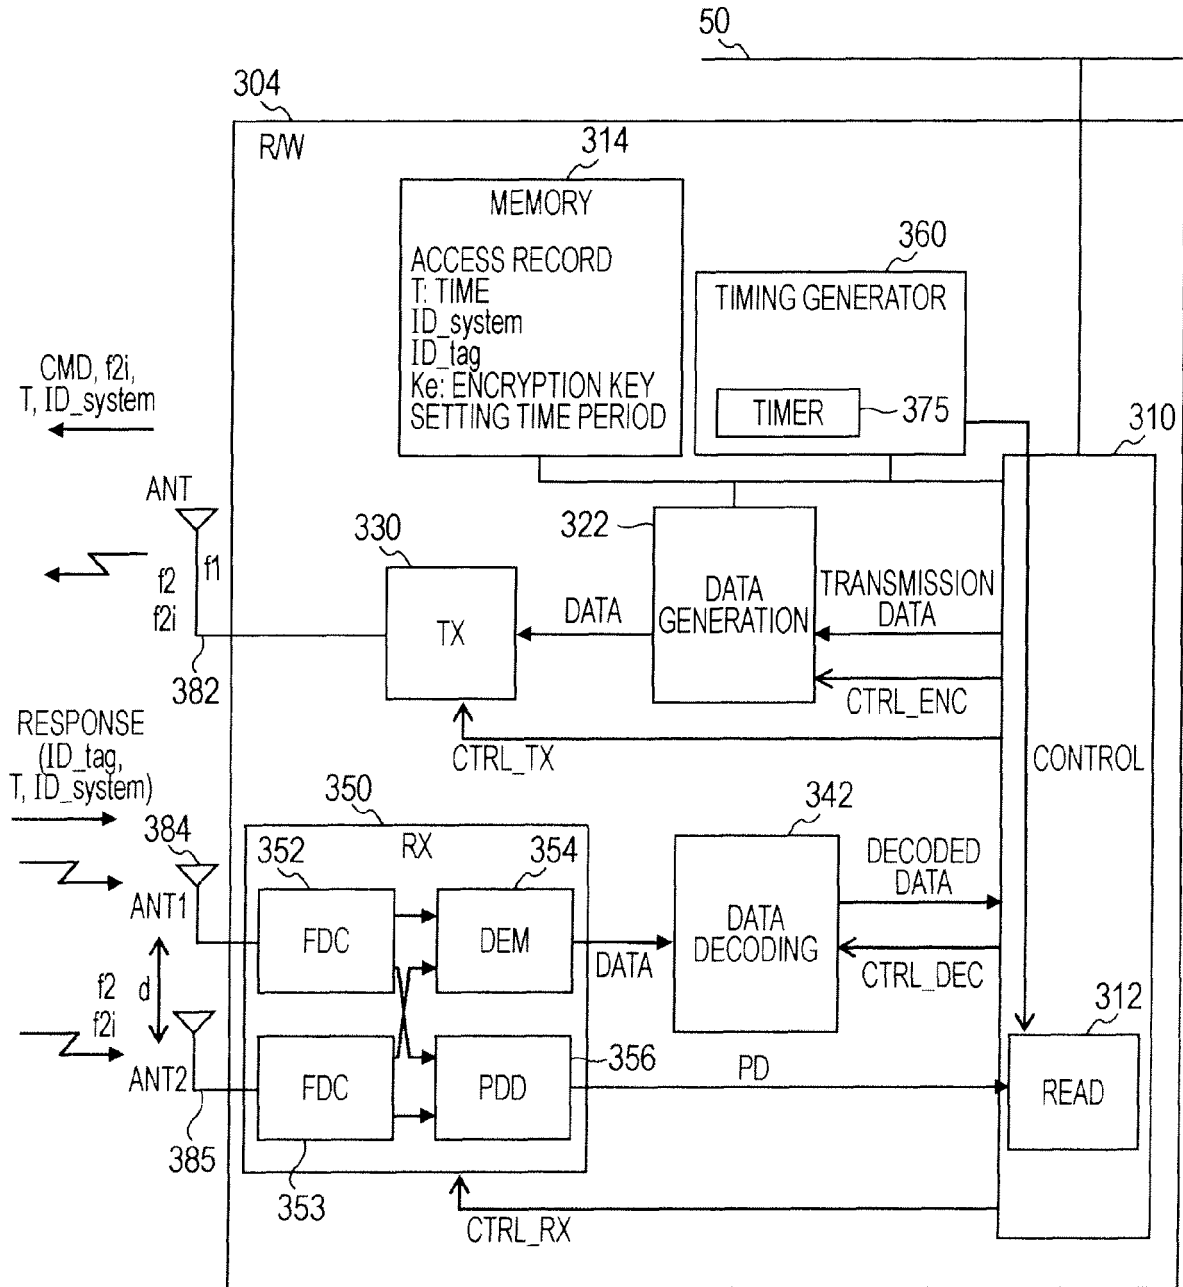 50
304
R/W
314
MEMORY
ACCESS RECORD
T: TIME
ID_system
ID_tag
Ke: ENCRYPTION KEY
SETTING TIME PERIOD
360
TIMING GENERATOR
TIMER
375
310
CMD, f2i,
T, ID_system
ANT
f1
f2
f2i
382
330
TX
DATA
322
DATA
GENERATION
TRANSMISSION
DATA
CTRL_ENC
CTRL_TX
CONTROL
RESPONSE
(ID_tag,
T, ID_system)
384
ANT1
d
f2
f2i
ANT2
385
350
RX
352
FDC
354
DEM
FDC
353
PDD
356
DATA
342
DATA
DECODING
DECODED
DATA
CTRL_DEC
PD
312
READ
CTRL_RX